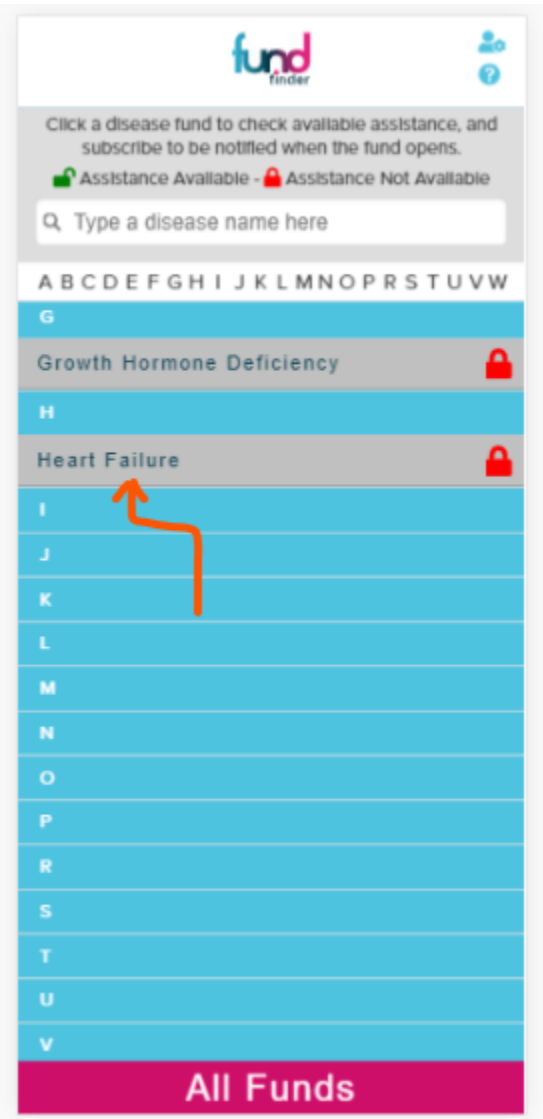 fund
finder
Click a disease fund to check available assistance, and
subscribe to be notified when the fund opens.
Assistance Available - Assistance Not Available
Type a disease name here
A B C D E F G H I J K L M N O P R S T U V W
G
Growth Hormone Deficiency
H
Heart Failure
I
J
K
L
M
N
O
P
R
S
T
U
V
All Funds